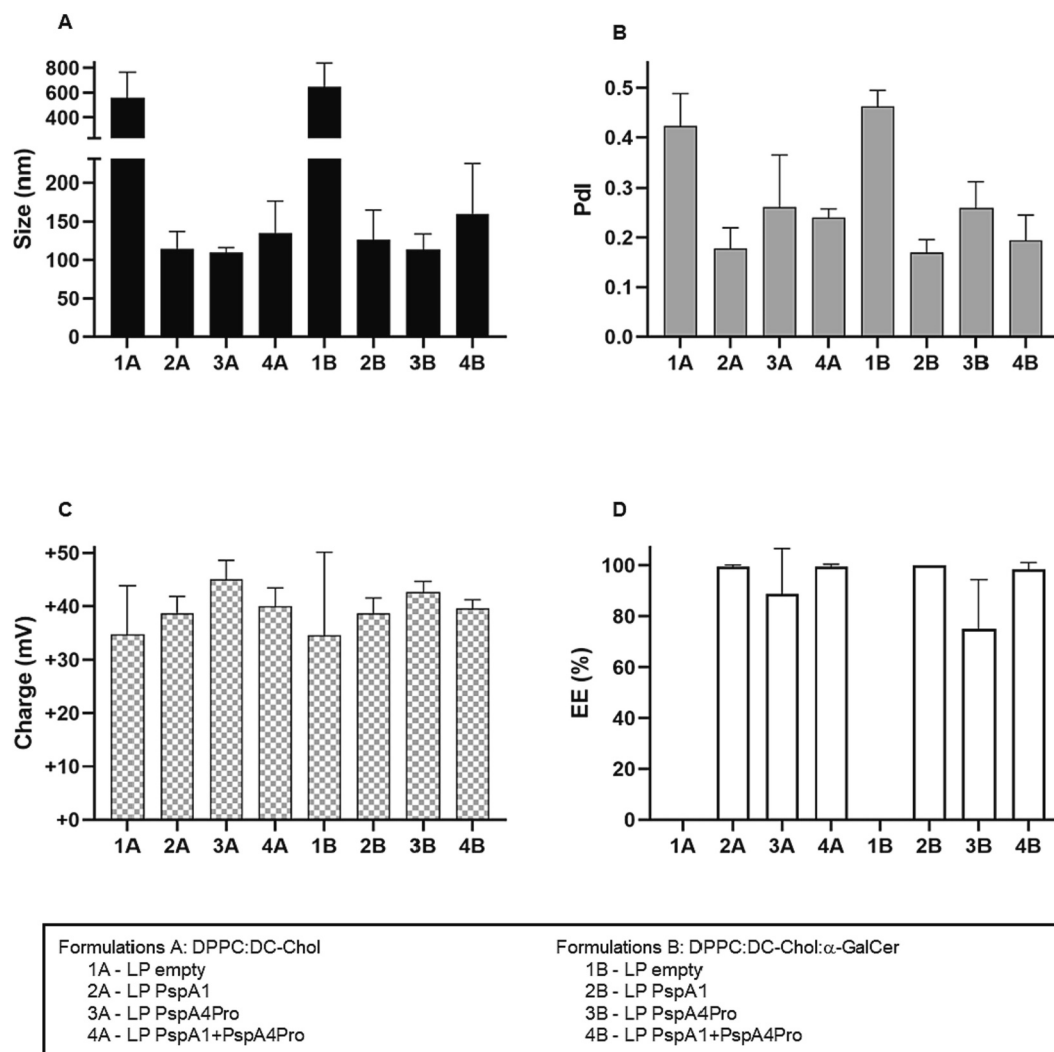 A
Size (nm)
800
600
400
200
150
100
50
0
1A 2A 3A 4A 1B 2B 3B 4B
B
PdI
0.5
0.4
0.3
0.2
0.1
0.0
1A 2A 3A 4A 1B 2B 3B 4B
C
Charge (mV)
+50
+40
+30
+20
+10
+0
1A 2A 3A 4A 1B 2B 3B 4B
D
EE (%)
100
80
60
40
20
0
1A 2A 3A 4A 1B 2B 3B 4B
Formulations A: DPPC:DC-Chol
1A - LP empty
2A - LP PspA1
3A - LP PspA4Pro
4A - LP PspA1+PspA4Pro
Formulations B: DPPC:DC-Chol:α-GalCer
1B - LP empty
2B - LP PspA1
3B - LP PspA4Pro
4B - LP PspA1+PspA4Pro